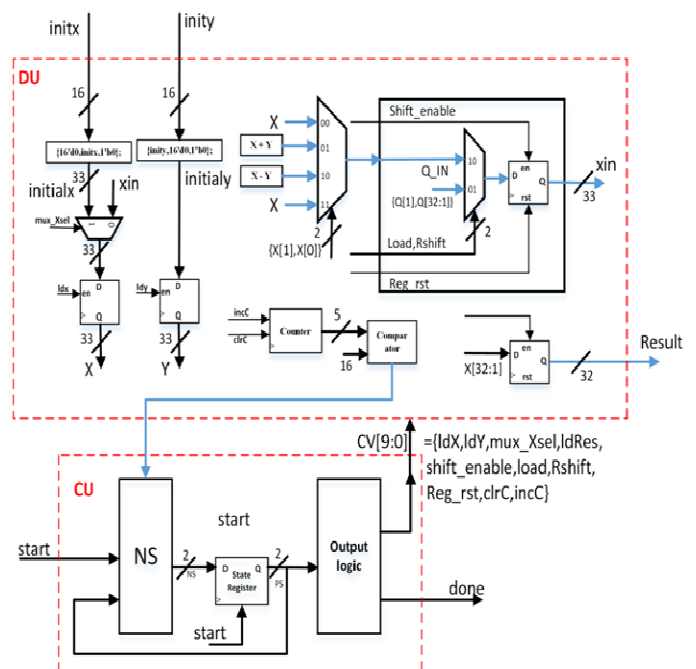 initx
inity
DU
16
16
{16'd0,initx,1'b0};
{inity,16'd0,1'b0};
33
xin
initialx
initialy
mux_Xsel
1
0
33
ldx
en
D
Q
33
X
ldy
en
D
Q
33
Y
X
00
X + Y
01
X - Y
10
X
11
2
{X[1],X[0]}
Shift_enable
Q_IN
10
01
{Q[1],Q[32:1]}
Load,Rshift
2
Reg_rst
en
D
Q
rst
xin
33
incC
clrC
Counter
5
16
Compar
ator
X[32:1]
en
D
Q
rst
32
Result
CV[9:0]
={ldX,ldY,mux_Xsel,ldRes,
shift_enable,load,Rshift,
Reg_rst,clrC,incC}
CU
start
start
NS
2
NS
D
Q
State
Register
2
PS
start
Output
logic
done